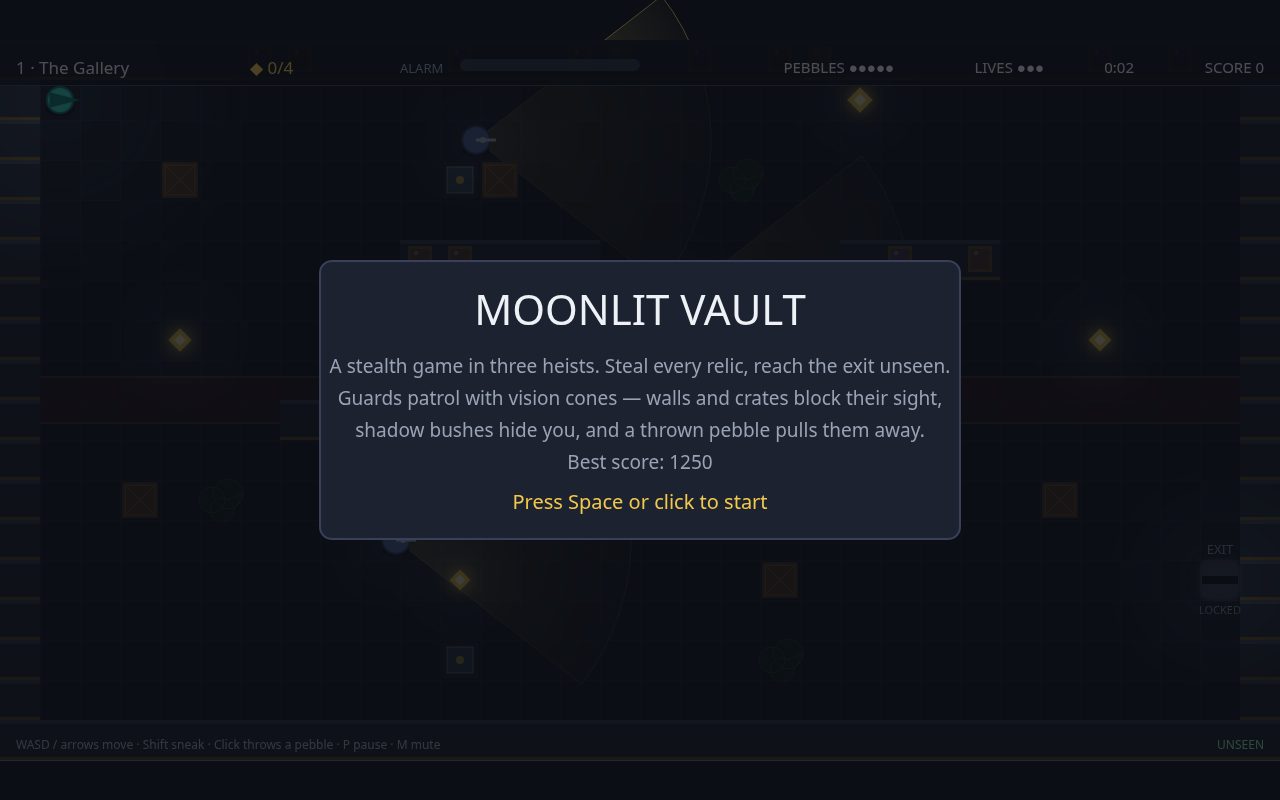 1 · The Gallery
◆ 0/4
ALARM
PEBBLES ●●●●●
LIVES ●●●
0:02
SCORE 0
MOONLIT VAULT
A stealth game in three heists. Steal every relic, reach the exit unseen.
Guards patrol with vision cones — walls and crates block their sight,
shadow bushes hide you, and a thrown pebble pulls them away.
Best score: 1250
Press Space or click to start
EXIT
LOCKED
WASD / arrows move · Shift sneak · Click throws a pebble · P pause · M mute
UNSEEN